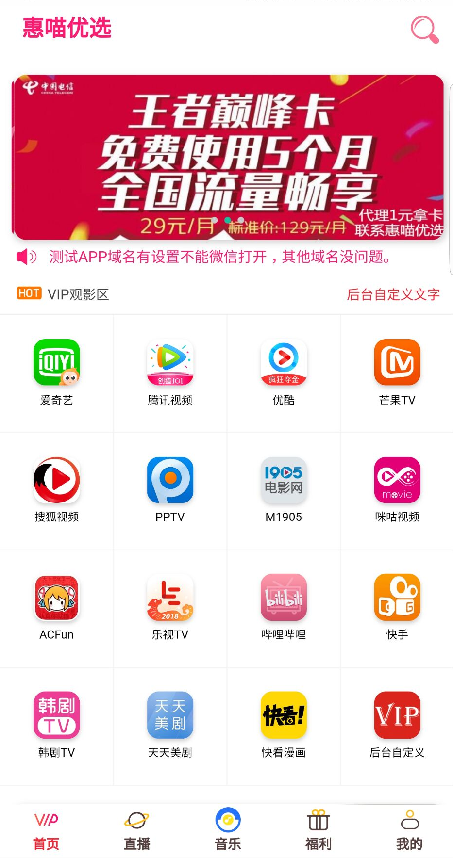 惠喵优选
中国电信
王者巅峰卡
免费使用5个月
全国流量畅享
29元/月 标准价:129元/月
代理1元拿卡
联系惠喵优选
测试APP域名有设置不能微信打开，其他域名没问题。
HOT VIP观影区 后台自定义文字
iQIYI 创造101 疯狂夺金
爱奇艺 腾讯视频 优酷 芒果TV
1905 电影网 movie
搜狐视频 PPTV M1905 咪咕视频
2018 bilibili
ACFun 乐视TV 哔哩哔哩 快手
韩剧TV 天天美剧 快看! VIP
韩剧TV 天天美剧 快看漫画 后台自定义
VIP
首页 直播 音乐 福利 我的